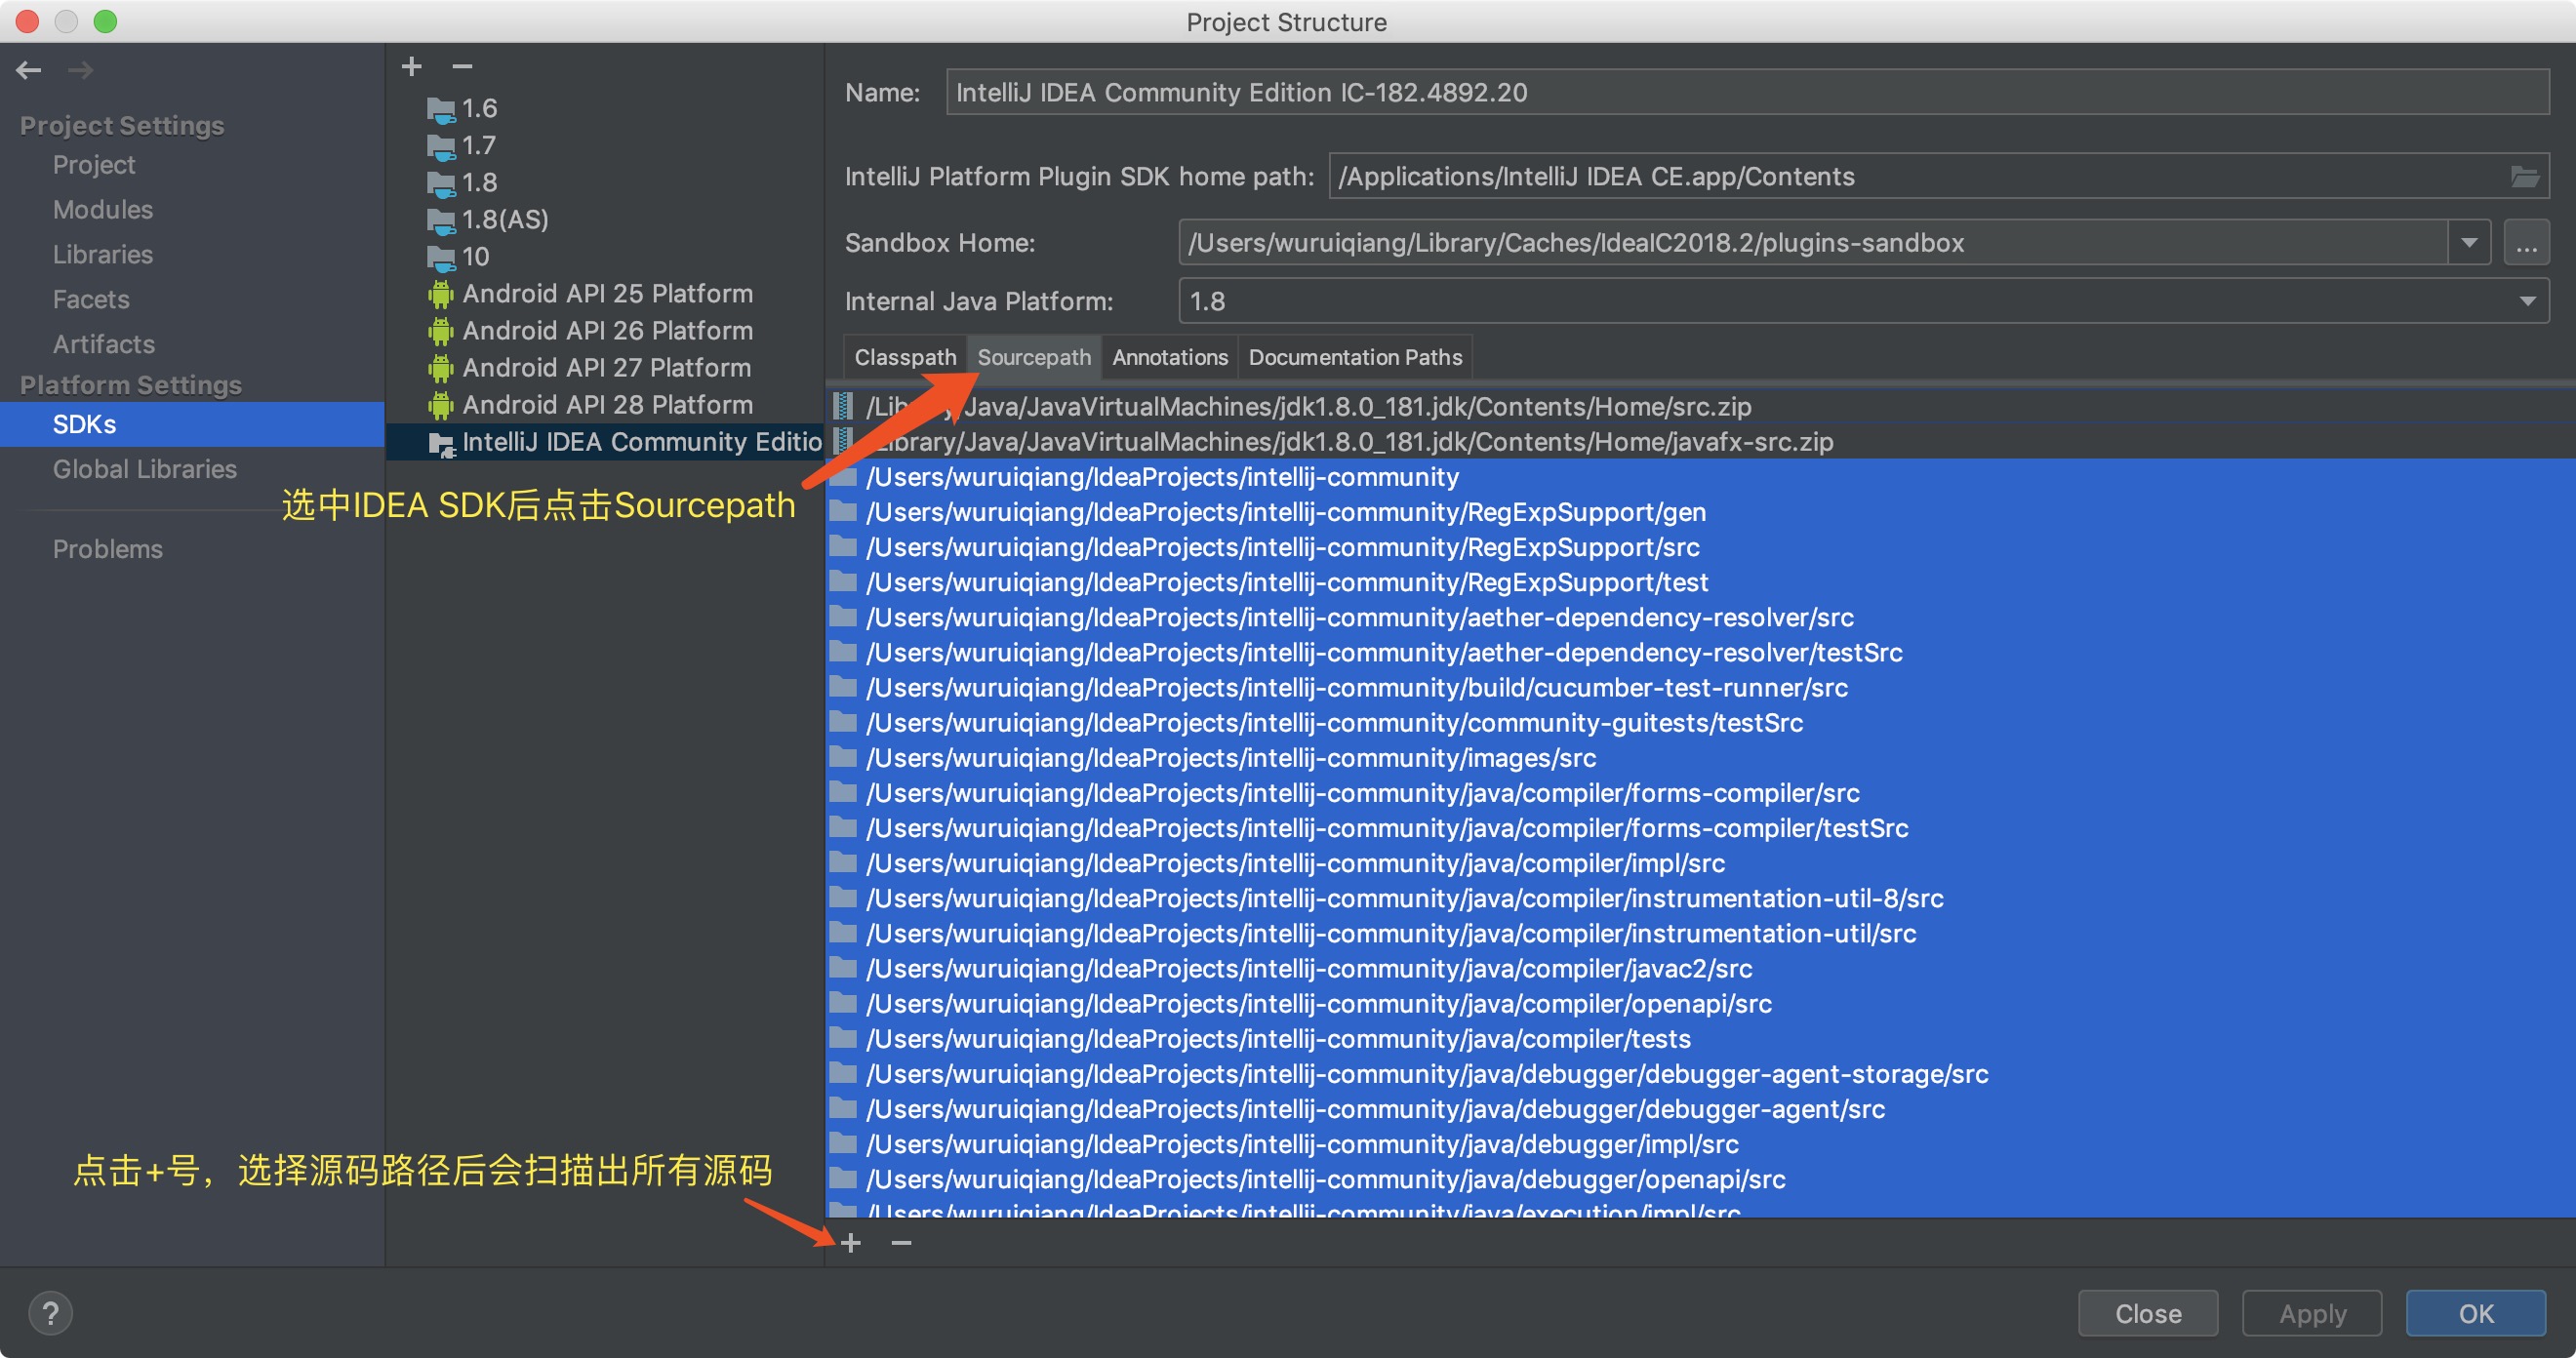 Project Structure
Project Settings
Project
Modules
Libraries
Facets
Artifacts
Platform Settings
SDKs
Global Libraries
Problems
1.6
1.7
1.8
1.8(AS)
10
Android API 25 Platform
Android API 26 Platform
Android API 27 Platform
Android API 28 Platform
IntelliJ IDEA Community Editio
选中IDEA SDK后点击Sourcepath
点击+号，选择源码路径后会扫描出所有源码
Name: IntelliJ IDEA Community Edition IC-182.4892.20
IntelliJ Platform Plugin SDK home path: /Applications/IntelliJ IDEA CE.app/Contents
Sandbox Home: /Users/wuruiqiang/Library/Caches/IdeaIC2018.2/plugins-sandbox ...
Internal Java Platform: 1.8
Classpath Sourcepath Annotations Documentation Paths
/Library/Java/JavaVirtualMachines/jdk1.8.0_181.jdk/Contents/Home/src.zip
/Library/Java/JavaVirtualMachines/jdk1.8.0_181.jdk/Contents/Home/javafx-src.zip
/Users/wuruiqiang/IdeaProjects/intellij-community
/Users/wuruiqiang/IdeaProjects/intellij-community/RegExpSupport/gen
/Users/wuruiqiang/IdeaProjects/intellij-community/RegExpSupport/src
/Users/wuruiqiang/IdeaProjects/intellij-community/RegExpSupport/test
/Users/wuruiqiang/IdeaProjects/intellij-community/aether-dependency-resolver/src
/Users/wuruiqiang/IdeaProjects/intellij-community/aether-dependency-resolver/testSrc
/Users/wuruiqiang/IdeaProjects/intellij-community/build/cucumber-test-runner/src
/Users/wuruiqiang/IdeaProjects/intellij-community/community-guitests/testSrc
/Users/wuruiqiang/IdeaProjects/intellij-community/images/src
/Users/wuruiqiang/IdeaProjects/intellij-community/java/compiler/forms-compiler/src
/Users/wuruiqiang/IdeaProjects/intellij-community/java/compiler/forms-compiler/testSrc
/Users/wuruiqiang/IdeaProjects/intellij-community/java/compiler/impl/src
/Users/wuruiqiang/IdeaProjects/intellij-community/java/compiler/instrumentation-util-8/src
/Users/wuruiqiang/IdeaProjects/intellij-community/java/compiler/instrumentation-util/src
/Users/wuruiqiang/IdeaProjects/intellij-community/java/compiler/javac2/src
/Users/wuruiqiang/IdeaProjects/intellij-community/java/compiler/openapi/src
/Users/wuruiqiang/IdeaProjects/intellij-community/java/compiler/tests
/Users/wuruiqiang/IdeaProjects/intellij-community/java/debugger/debugger-agent-storage/src
/Users/wuruiqiang/IdeaProjects/intellij-community/java/debugger/debugger-agent/src
/Users/wuruiqiang/IdeaProjects/intellij-community/java/debugger/impl/src
/Users/wuruiqiang/IdeaProjects/intellij-community/java/debugger/openapi/src
/Users/wuruiqiang/IdeaProjects/intellij-community/java/execution/impl/src
? Close Apply OK